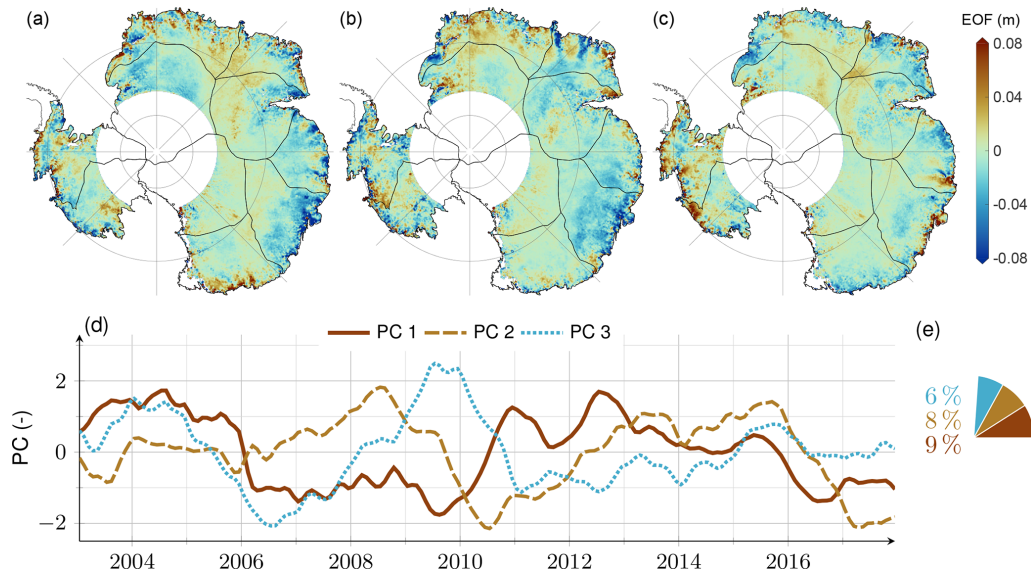 (a)
(b)
(c)
EOF (m)
0.08
0.04
0
-0.04
-0.08
(d)
PC 1
PC 2
PC 3
(e)
PC (-)
2
0
−2
2004
2006
2008
2010
2012
2014
2016
6 %
8 %
9 %